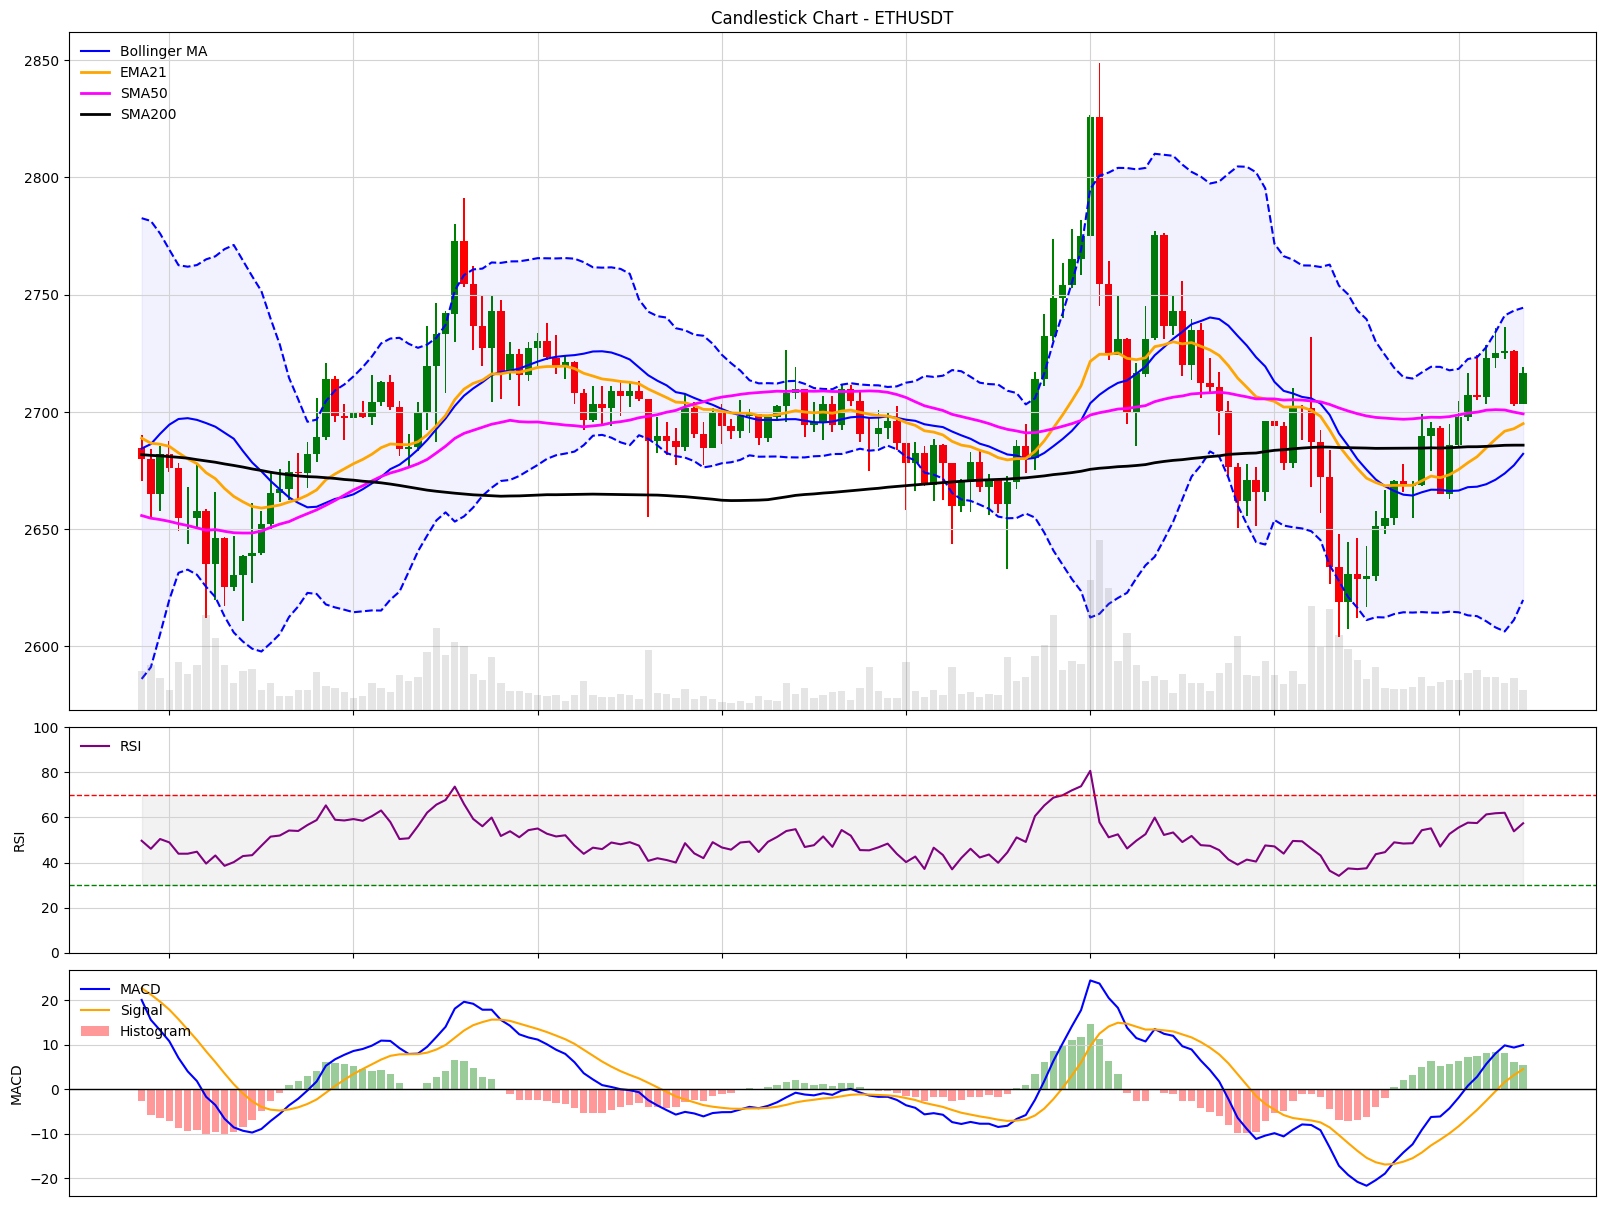 Candlestick Chart - ETHUSDT
Bollinger MA
EMA21
SMA50
SMA200
2850
2800
2750
2700
2650
2600
RSI
100
80
60
40
20
0
RSI
MACD
Signal
Histogram
20
10
0
−10
−20
MACD